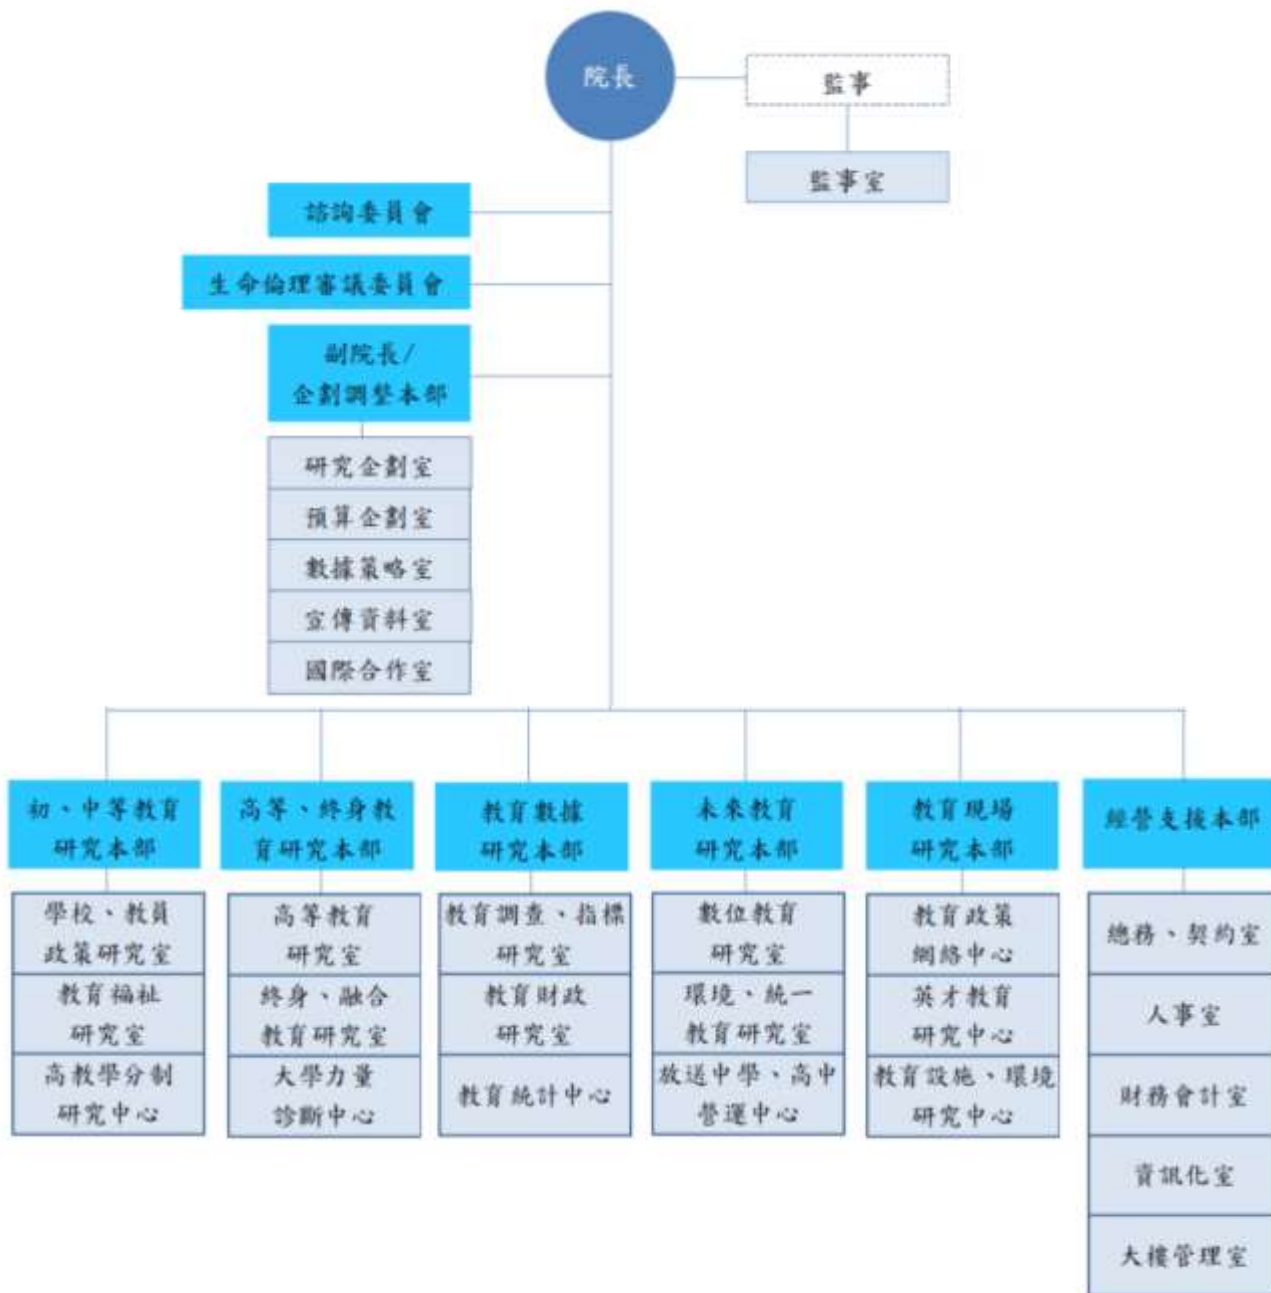 院長
監事
監事室
諮詢委員會
生命倫理審議委員會
副院長/
企劃調整本部
研究企劃室
預算企劃室
數據策略室
宣傳資料室
國際合作室
初、中等教育
研究本部
學校、教員
政策研究室
教育福祉
研究室
高教學分制
研究中心
高等、終身教
育研究本部
高等教育
研究室
終身、融合
教育研究室
大學力量
診斷中心
教育數據
研究本部
教育調查、指標
研究室
教育財政
研究室
教育統計中心
未來教育
研究本部
數位教育
研究室
環境、統一
教育研究室
放送中學、高中
營運中心
教育現場
研究本部
教育政策
網絡中心
英才教育
研究中心
教育設施、環境
研究中心
經營支援本部
總務、契約室
人事室
財務會計室
資訊化室
大樓管理室